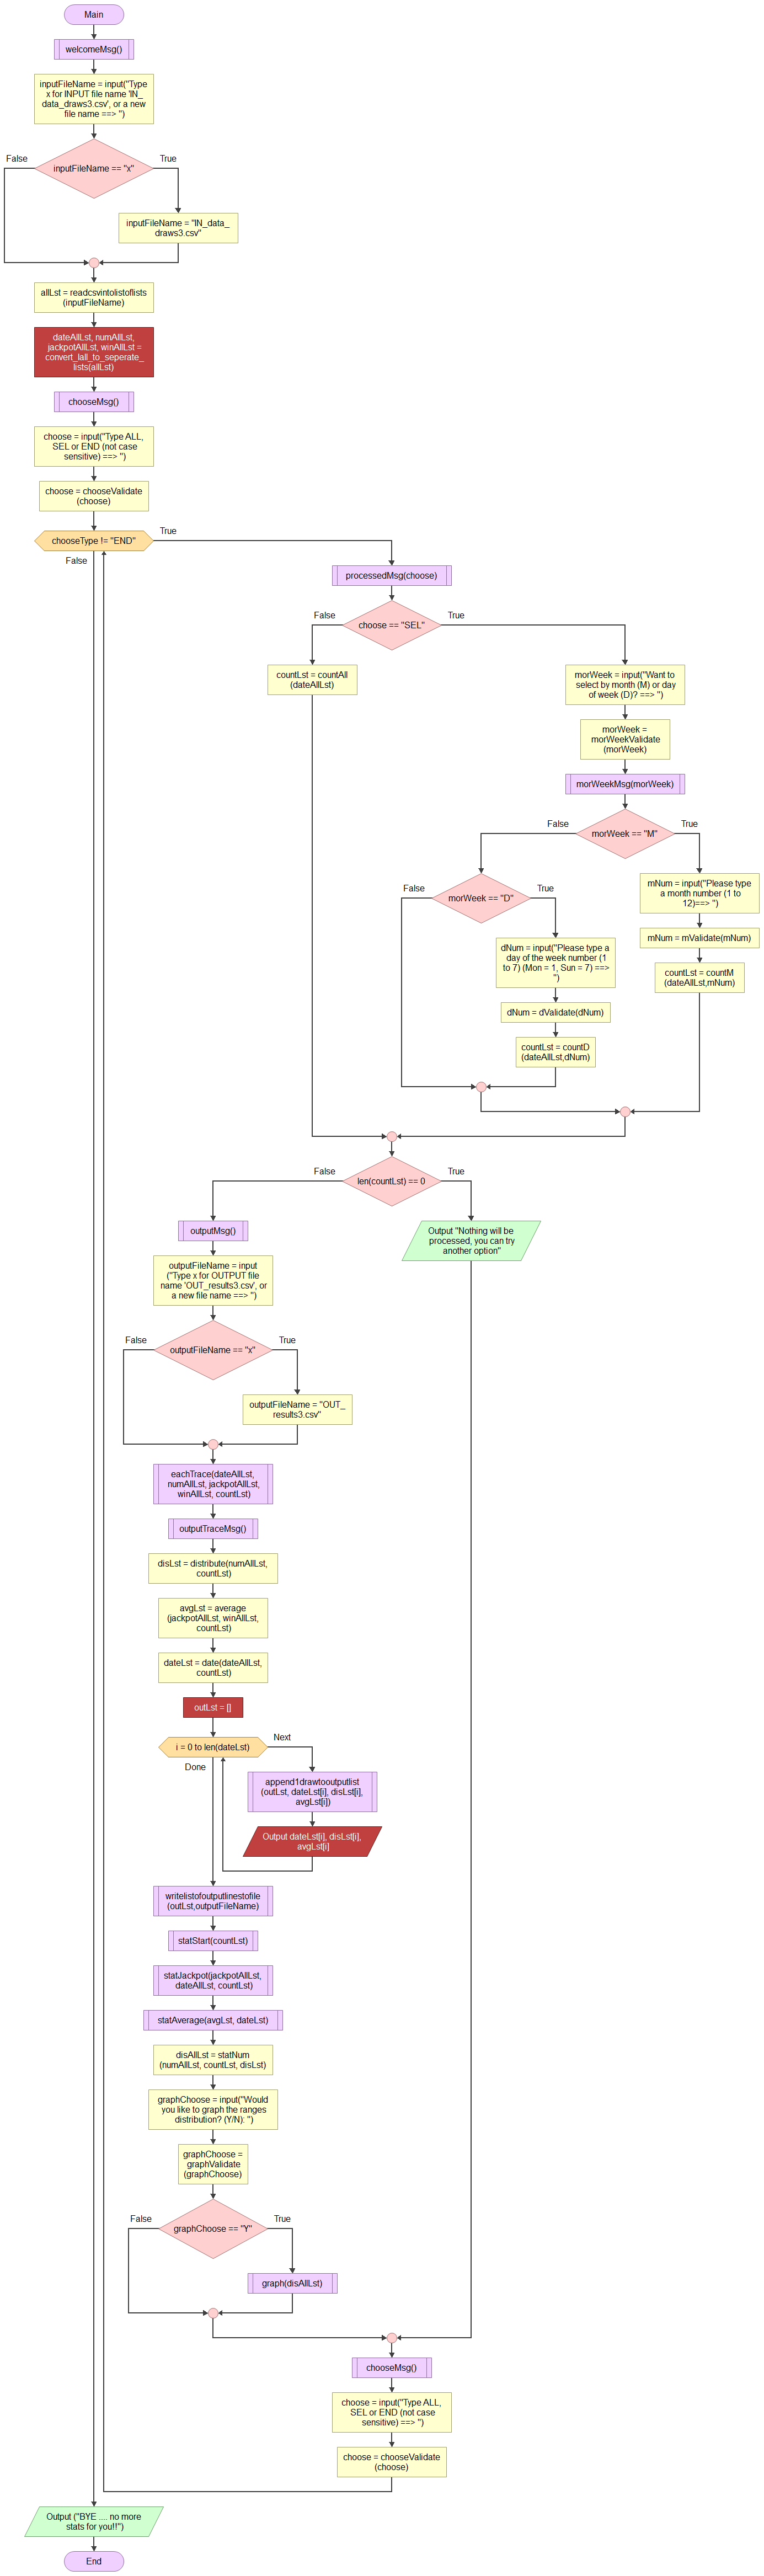 Main
welcomeMsg()
inputFileName = input("Type
x for INPUT file name 'IN_
data_draws3.csv', or a new
file name ==> ")
False
True
inputFileName == "x"
inputFileName = "IN_data_
draws3.csv"
allLst = readcsvintolistoflists
(inputFileName)
dateAllLst, numAllLst,
jackpotAllLst, winAllLst =
convert_lall_to_seperate_
lists(allLst)
chooseMsg()
choose = input("Type ALL,
SEL or END (not case
sensitive) ==> ")
choose = chooseValidate
(choose)
chooseType != "END"
True
False
processedMsg(choose)
False
True
choose == "SEL"
countLst = countAll
(dateAllLst)
morWeek = input("Want to
select by month (M) or day
of week (D)? ==> ")
morWeek =
morWeekValidate
(morWeek)
morWeekMsg(morWeek)
False
True
morWeek == "M"
mNum = input("Please type
a month number (1 to
12)==> ")
mNum = mValidate(mNum)
countLst = countM
(dateAllLst,mNum)
False
True
morWeek == "D"
dNum = input("Please type a
day of the week number (1
to 7) (Mon = 1, Sun = 7) ==>
")
dNum = dValidate(dNum)
countLst = countD
(dateAllLst,dNum)
False
True
len(countLst) == 0
Output "Nothing will be
processed, you can try
another option"
outputMsg()
outputFileName = input
("Type x for OUTPUT file
name 'OUT_results3.csv', or
a new file name ==> ")
False
True
outputFileName == "x"
outputFileName = "OUT_
results3.csv"
eachTrace(dateAllLst,
numAllLst, jackpotAllLst,
winAllLst, countLst)
outputTraceMsg()
disLst = distribute(numAllLst,
countLst)
avgLst = average
(jackpotAllLst, winAllLst,
countLst)
dateLst = date(dateAllLst,
countLst)
outLst = []
i = 0 to len(dateLst)
Next
Done
append1drawtooutputlist
(outLst, dateLst[i], disLst[i],
avgLst[i])
Output dateLst[i], disLst[i],
avgLst[i]
writelistofoutputlinestofile
(outLst,outputFileName)
statStart(countLst)
statJackpot(jackpotAllLst,
dateAllLst, countLst)
statAverage(avgLst, dateLst)
disAllLst = statNum
(numAllLst, countLst, disLst)
graphChoose = input("Would
you like to graph the ranges
distribution? (Y/N): ")
graphChoose =
graphValidate
(graphChoose)
False
True
graphChoose == "Y"
graph(disAllLst)
chooseMsg()
choose = input("Type ALL,
SEL or END (not case
sensitive) ==> ")
choose = chooseValidate
(choose)
Output ("BYE .... no more
stats for you!!")
End